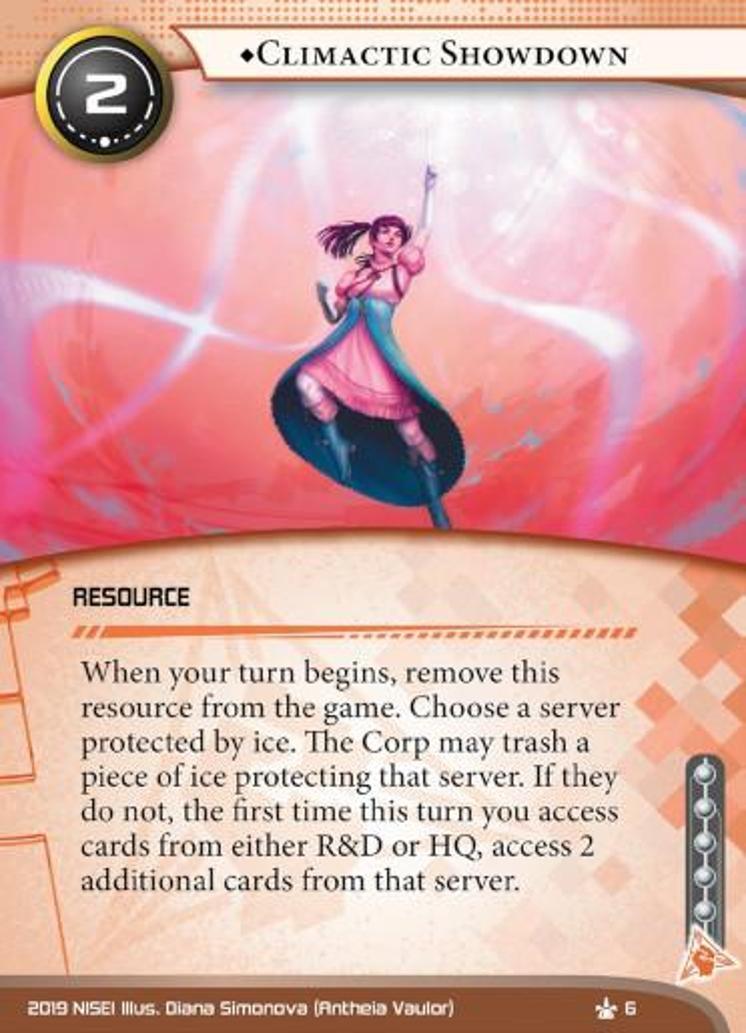 2
◆Climactic Showdown
RESOURCE
When your turn begins, remove this
resource from the game. Choose a server
protected by ice. The Corp may trash a
piece of ice protecting that server. If they
do not, the first time this turn you access
cards from either R&D or HQ, access 2
additional cards from that server.
2019 NISEI Illus. Diana Simonova (Antheia Vaulor)
6